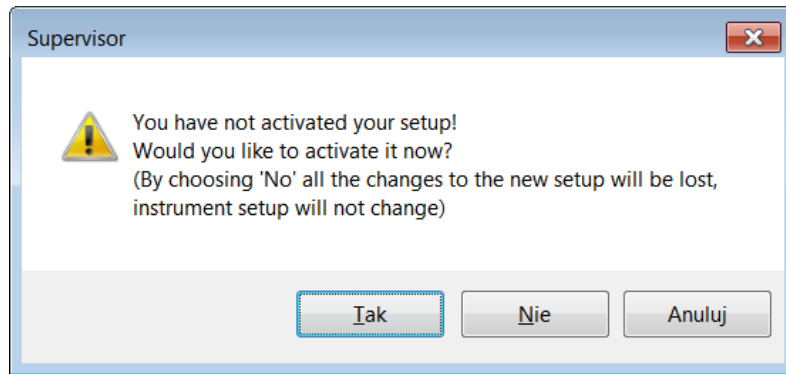 Supervisor
You have not activated your setup!
Would you like to activate it now?
(By choosing 'No' all the changes to the new setup will be lost,
instrument setup will not change)
Tak
Nie
Anuluj